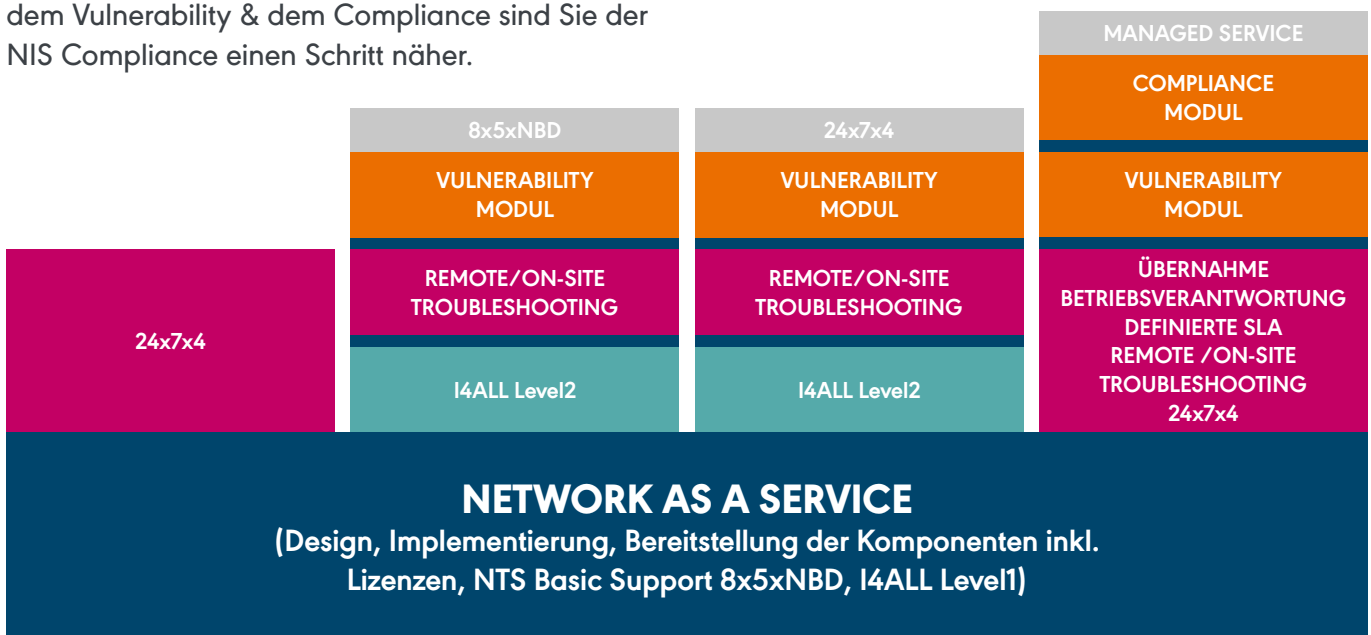 dem Vulnerability & dem Compliance sind Sie der
NIS Compliance einen Schritt näher.
24x7x4
8x5xNBD
VULNERABILITY
MODUL
REMOTE/ON-SITE
TROUBLESHOOTING
I4ALL Level2
24x7x4
VULNERABILITY
MODUL
REMOTE/ON-SITE
TROUBLESHOOTING
I4ALL Level2
MANAGED SERVICE
COMPLIANCE
MODUL
VULNERABILITY
MODUL
ÜBERNAHME
BETRIEBSVERANTWORTUNG
DEFINIERTE SLA
REMOTE /ON-SITE
TROUBLESHOOTING
24x7x4
NETWORK AS A SERVICE
(Design, Implementierung, Bereitstellung der Komponenten inkl.
Lizenzen, NTS Basic Support 8x5xNBD, I4ALL Level1)